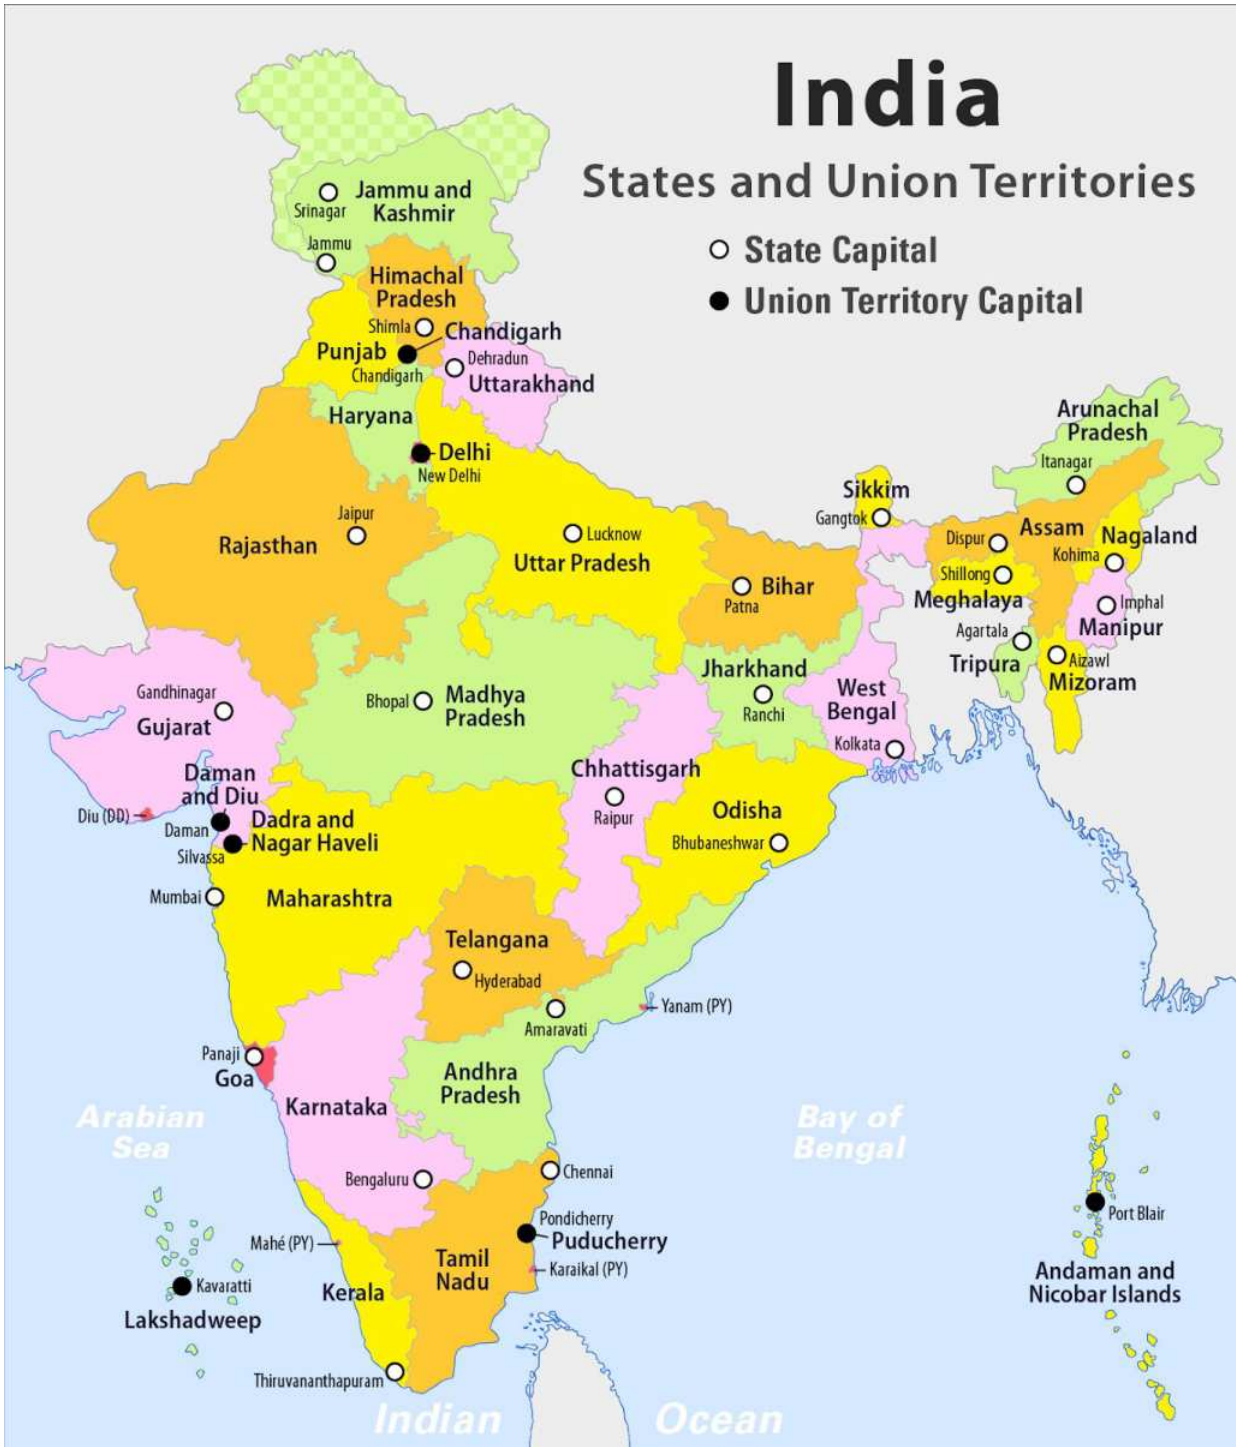 India
States and Union Territories
State Capital
Union Territory Capital
Jammu and
Kashmir
Srinagar
Jammu
Himachal
Pradesh
Shimla
Chandigarh
Punjab
Chandigarh
Dehradun
Uttarakhand
Haryana
Delhi
New Delhi
Arunachal
Pradesh
Itanagar
Sikkim
Gangtok
Jaipur
Rajasthan
Lucknow
Uttar Pradesh
Dispur
Assam
Nagaland
Kohima
Shillong
Meghalaya
Bihar
Patna
Imphal
Manipur
Agartala
Tripura
Aizawl
Mizoram
Gandhinagar
Gujarat
Bhopal
Madhya
Pradesh
Jharkhand
Ranchi
West
Bengal
Kolkata
Daman
and Diu
Diu (DD)
Daman
Silvassa
Dadra and
Nagar Haveli
Chhattisgarh
Raipur
Odisha
Bhubaneshwar
Mumbai
Maharashtra
Telangana
Hyderabad
Amaravati
Yanam (PY)
Panaji
Goa
Karnataka
Andhra
Pradesh
Arabian
Sea
Bay of
Bengal
Bengaluru
Chennai
Pondicherry
Puducherry
Karaikal (PY)
Mahé (PY)
Kerala
Tamil
Nadu
Kavaratti
Lakshadweep
Port Blair
Andaman and
Nicobar Islands
Thiruvananthapuram
Indian Ocean